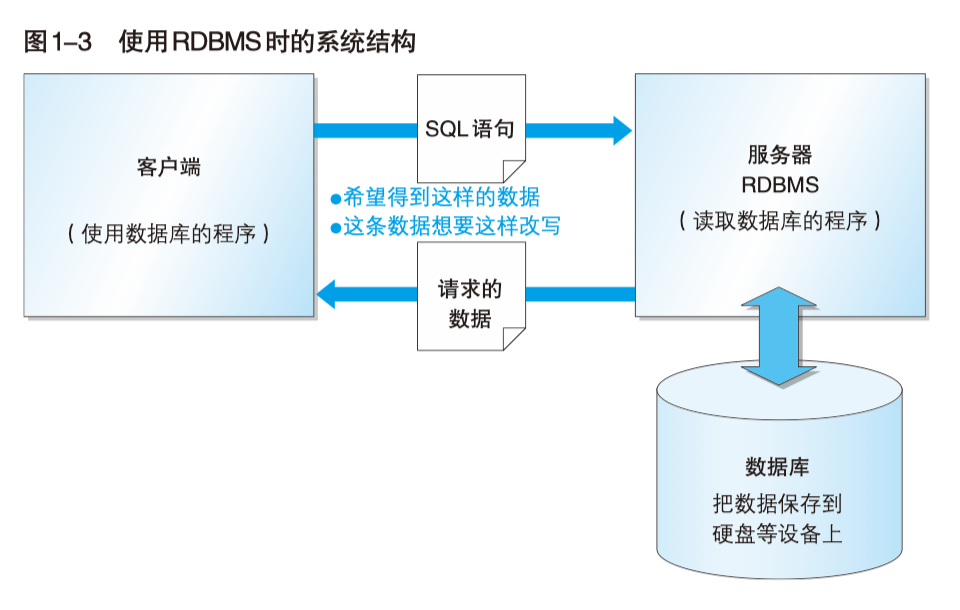 图1–3 使用RDBMS时的系统结构
客户端
（使用数据库的程序）
SQL语句
●希望得到这样的数据
●这条数据想要这样改写
请求的
数据
服务器
RDBMS
（读取数据库的程序）
数据库
把数据保存到
硬盘等设备上